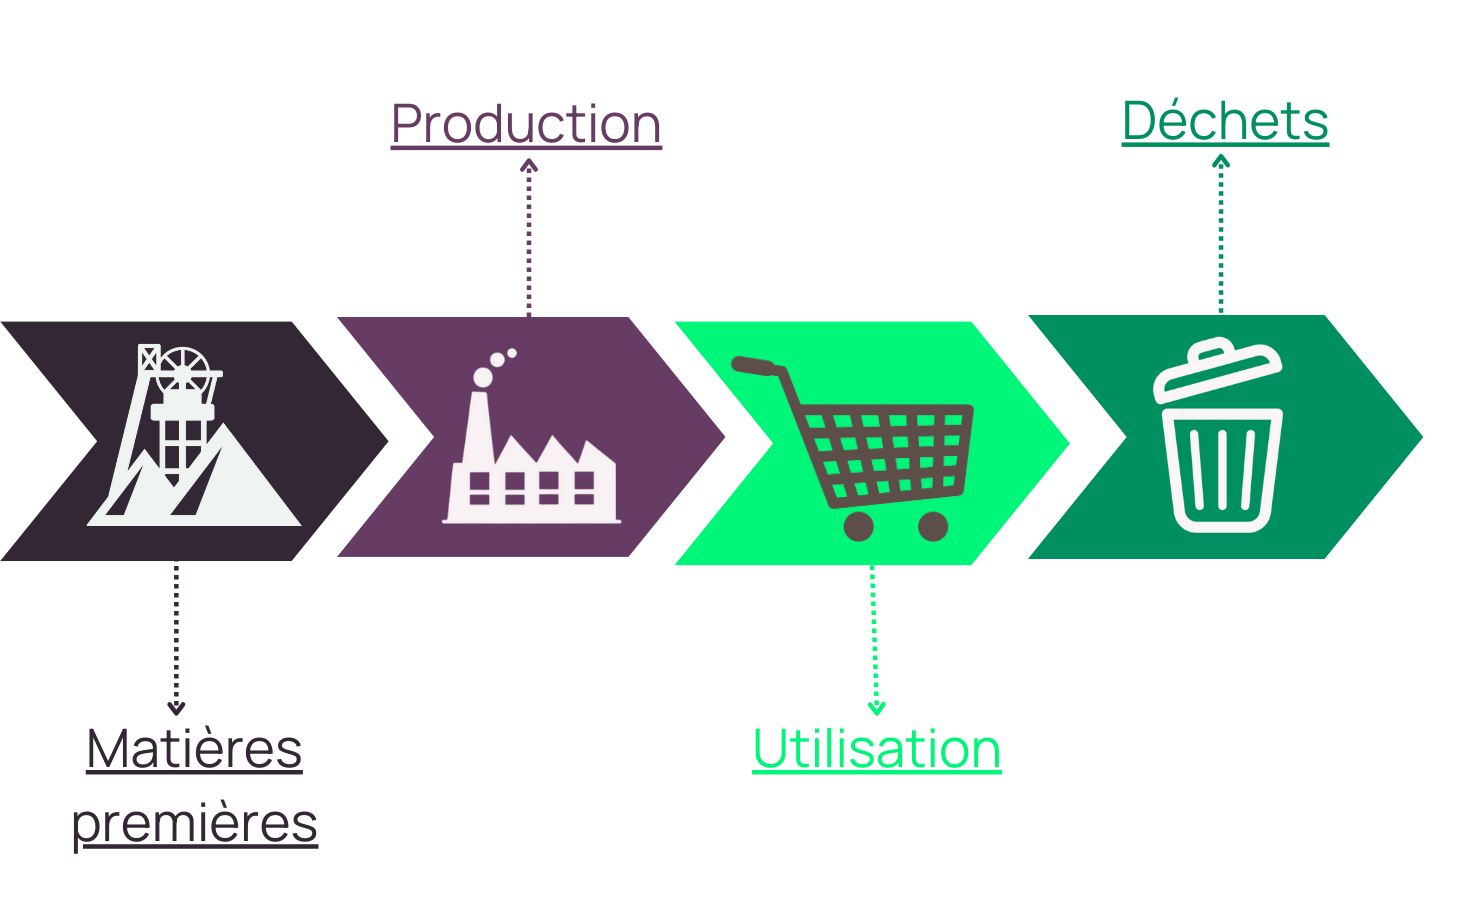 Production
Déchets
Matières
premières
Utilisation